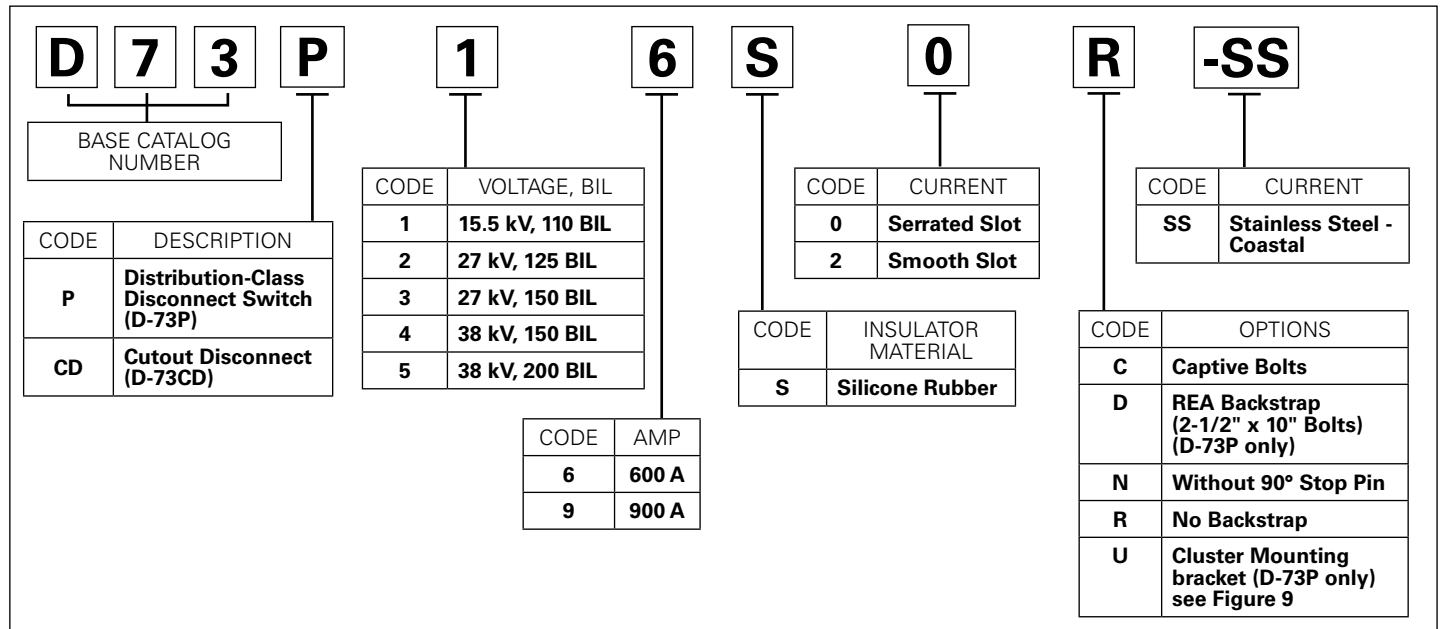 D 7 3 P 1 6 S 0 R -SS
BASE CATALOG
NUMBER
CODE DESCRIPTION
P Distribution-Class
Disconnect Switch
(D-73P)
CD Cutout Disconnect
(D-73CD)
CODE VOLTAGE, BIL
1 15.5 kV, 110 BIL
2 27 kV, 125 BIL
3 27 kV, 150 BIL
4 38 kV, 150 BIL
5 38 kV, 200 BIL
CODE AMP
6 600 A
9 900 A
CODE INSULATOR
MATERIAL
S Silicone Rubber
CODE CURRENT
0 Serrated Slot
2 Smooth Slot
CODE OPTIONS
C Captive Bolts
D REA Backstrap
(2-1/2" x 10" Bolts)
(D-73P only)
N Without 90° Stop Pin
R No Backstrap
U Cluster Mounting
bracket (D-73P only)
see Figure 9
CODE CURRENT
SS Stainless Steel -
Coastal